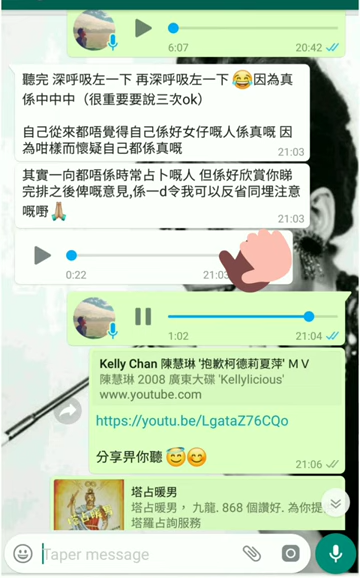 6:07
20:42
聽完 深呼吸左一下 再深呼吸左一下 😂因為真
係中中中（很重要要說三次ok）
自己從來都唔覺得自己係好女仔嘅人係真嘅 因
為咁樣而懷疑自己都係真嘅
21:03
其實一向都唔係時常占卜嘅人 但係好欣賞你睇
完排之後俾嘅意見,係一d令我可以反省同埋注意
嘅嘢🙏🏼
21:03
0:22
21:03
1:02
21:04
Kelly Chan 陳慧琳 '抱歉柯德莉夏萍' M V
陳慧琳 2008 廣東大碟 'Kellylicious'
www.youtube.com
https://youtu.be/LgataZ76CQo
分享畀你聽 😇😊
21:06
塔占暖男
塔占暖男， 九龍. 868 個讚好. 為你提
塔羅占詢服務
Taper message